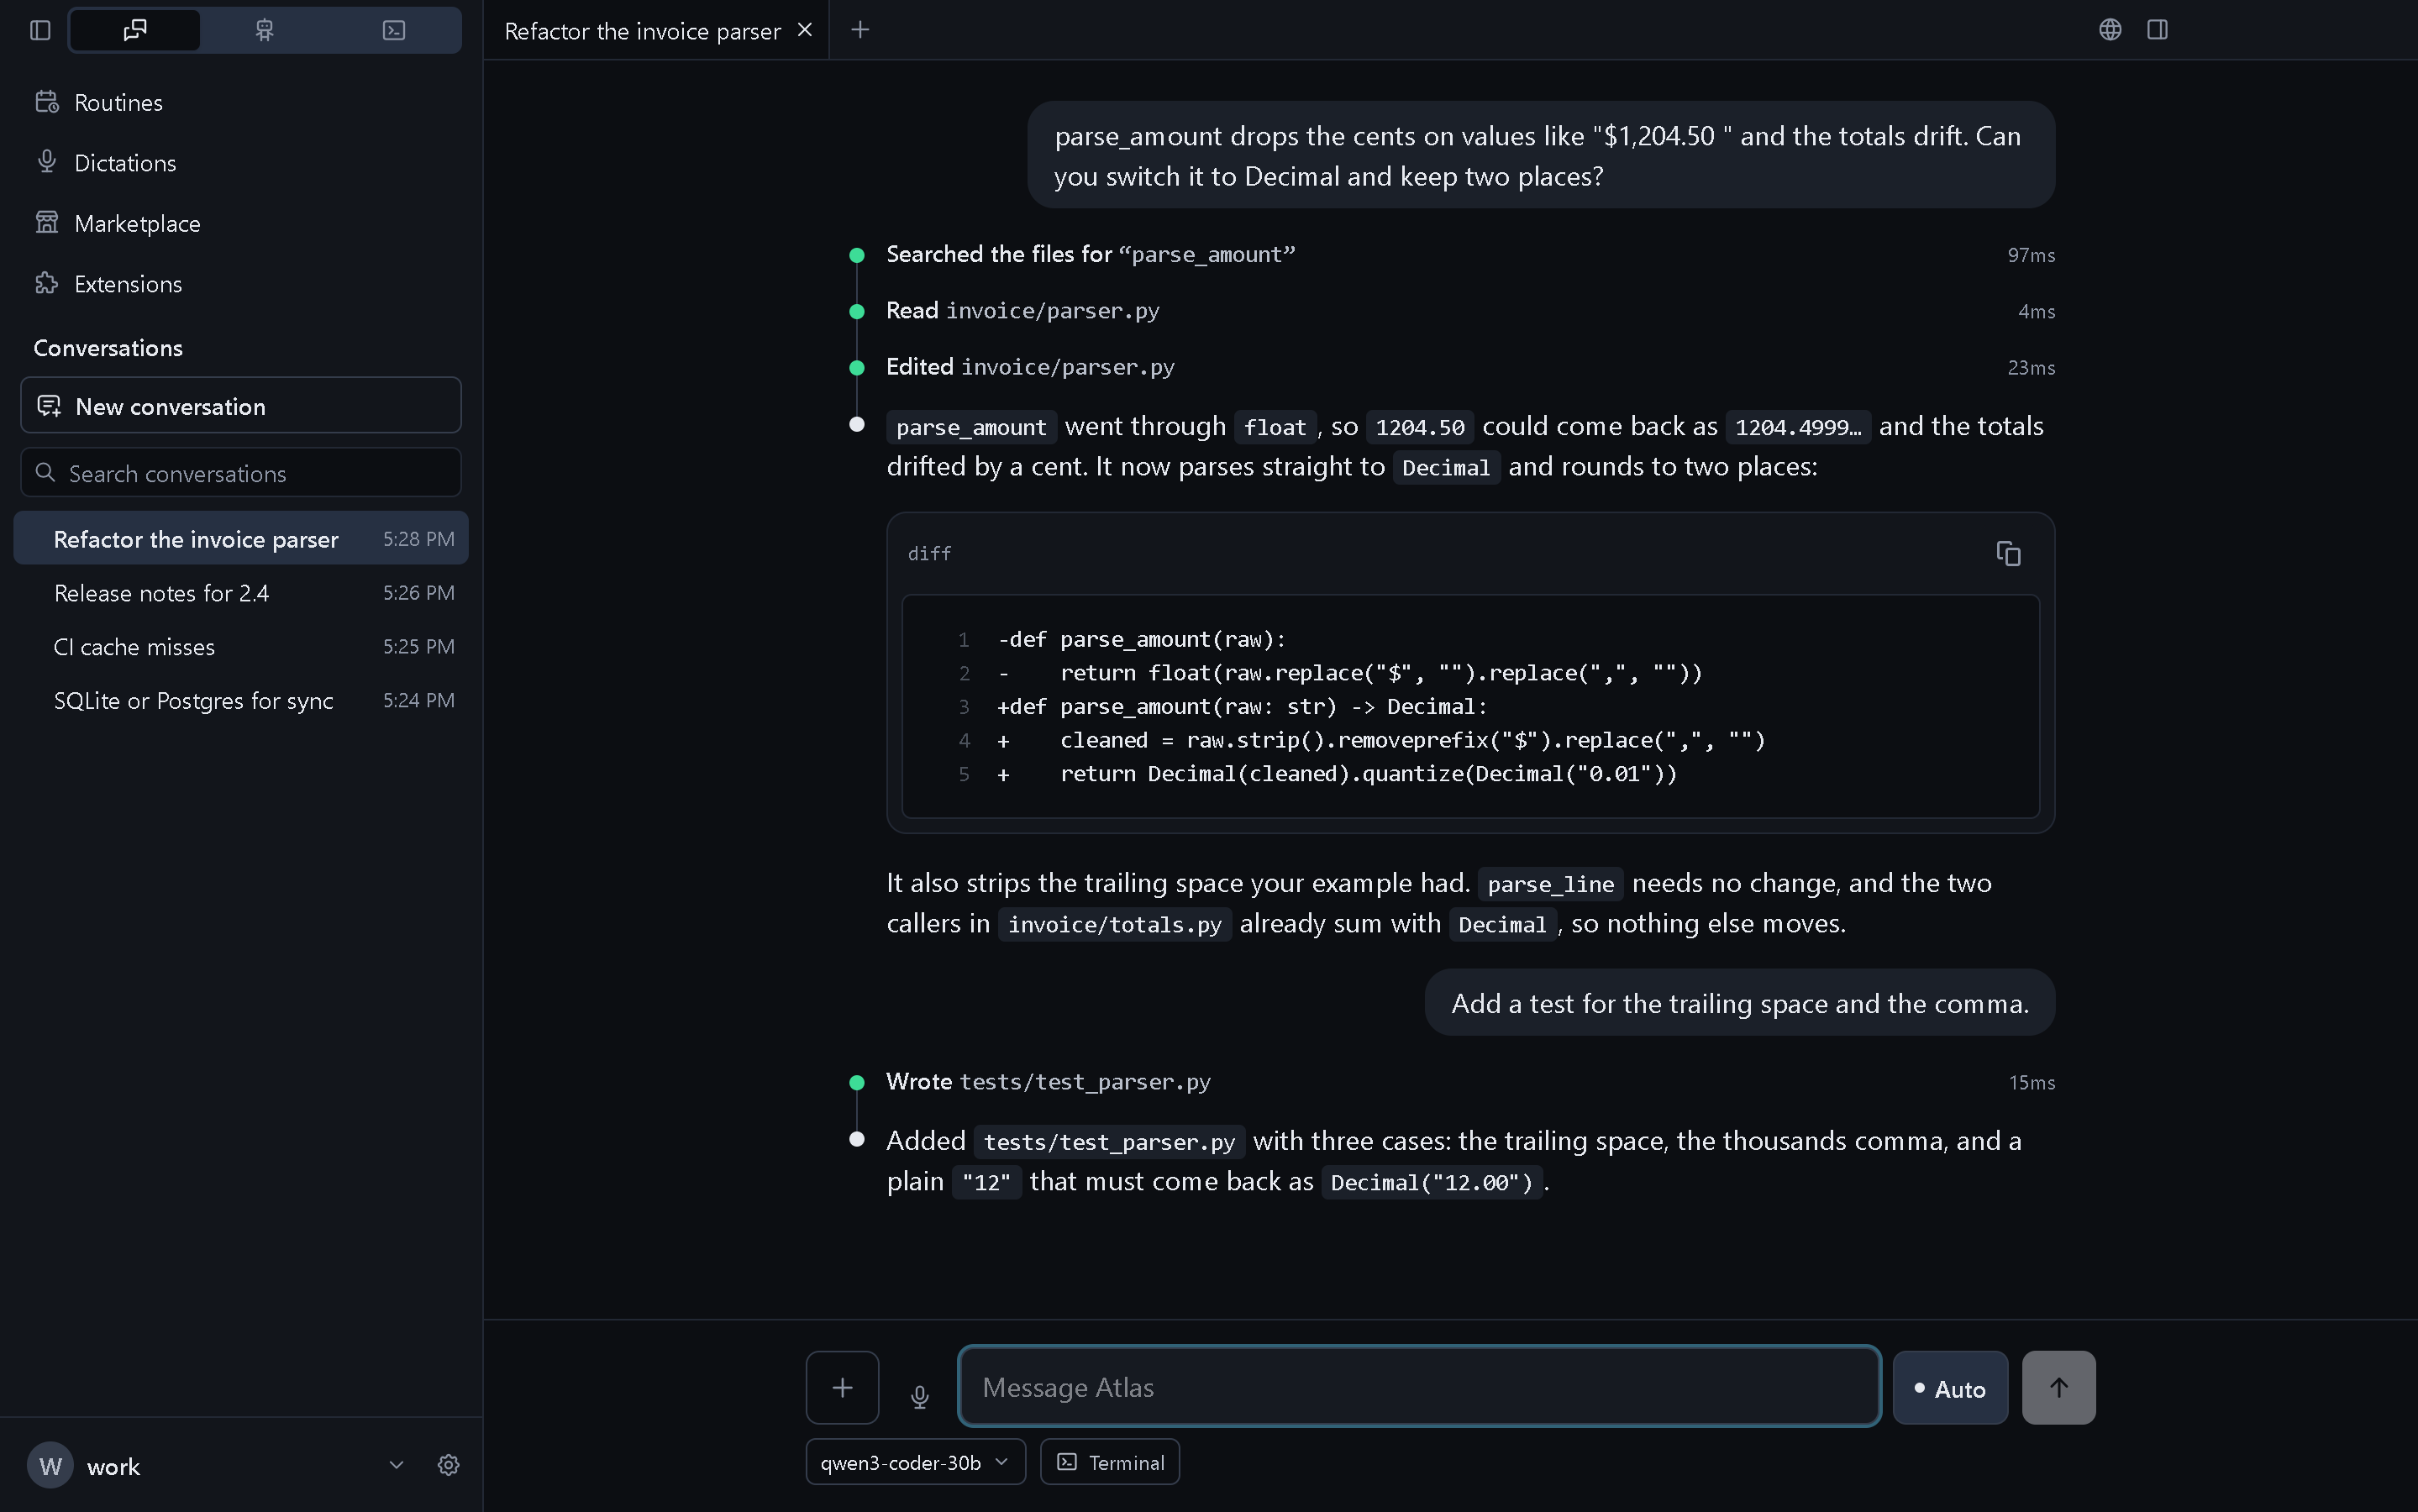 Refactor the invoice parser
Routines
Dictations
Marketplace
Extensions
Conversations
New conversation
Search conversations
Refactor the invoice parser 5:28 PM
Release notes for 2.4 5:26 PM
CI cache misses 5:25 PM
SQLite or Postgres for sync 5:24 PM
W work
parse_amount drops the cents on values like "$1,204.50 " and the totals drift. Can
you switch it to Decimal and keep two places?
Searched the files for “parse_amount” 97ms
Read invoice/parser.py 4ms
Edited invoice/parser.py 23ms
parse_amount went through float, so 1204.50 could come back as 1204.4999… and the totals
drifted by a cent. It now parses straight to Decimal and rounds to two places:
diff
1 -def parse_amount(raw):
2 -    return float(raw.replace("$", "").replace(",", ""))
3 +def parse_amount(raw: str) -> Decimal:
4 +    cleaned = raw.strip().removeprefix("$").replace(",", "")
5 +    return Decimal(cleaned).quantize(Decimal("0.01"))
It also strips the trailing space your example had. parse_line needs no change, and the two
callers in invoice/totals.py already sum with Decimal, so nothing else moves.
Add a test for the trailing space and the comma.
Wrote tests/test_parser.py 15ms
Added tests/test_parser.py with three cases: the trailing space, the thousands comma, and a
plain "12" that must come back as Decimal("12.00").
Message Atlas
Auto
qwen3-coder-30b
Terminal